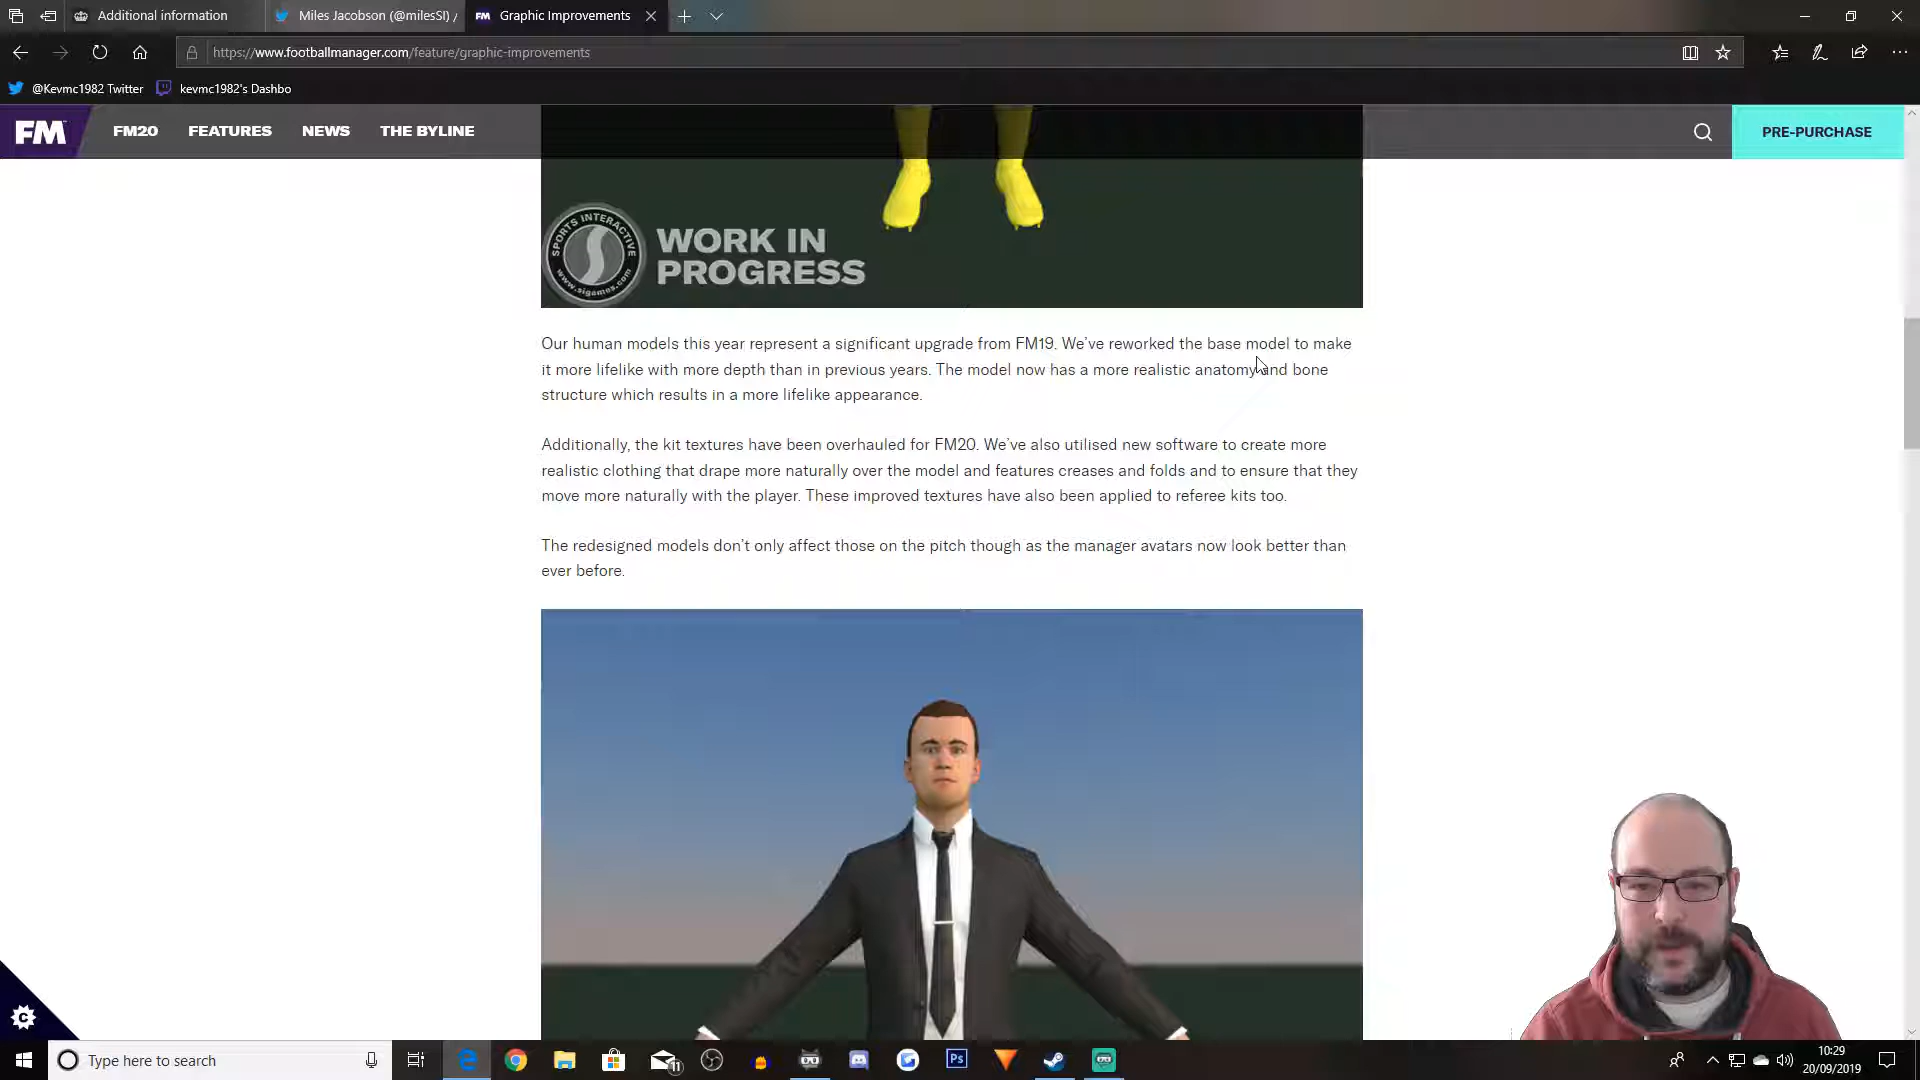 Additional information
Miles Jacobson (@milesSI) /
FM Graphic Improvements
https://www.footballmanager.com/feature/graphic-improvements
@Kevmc1982 Twitter
kevmc1982's Dashbo
FM
FM20
FEATURES
NEWS
THE BYLINE
PRE-PURCHASE
SPORTS INTERACTIVE
www.sigames.com
WORK IN
PROGRESS
Our human models this year represent a significant upgrade from FM19. We've reworked the base model to make
it more lifelike with more depth than in previous years. The model now has a more realistic anatomy and bone
structure which results in a more lifelike appearance.
Additionally, the kit textures have been overhauled for FM20. We've also utilised new software to create more
realistic clothing that drape more naturally over the model and features creases and folds and to ensure that they
move more naturally with the player. These improved textures have also been applied to referee kits too.
The redesigned models don't only affect those on the pitch though as the manager avatars now look better than
ever before.
C
Type here to search
11
Ps
10:29
20/09/2019